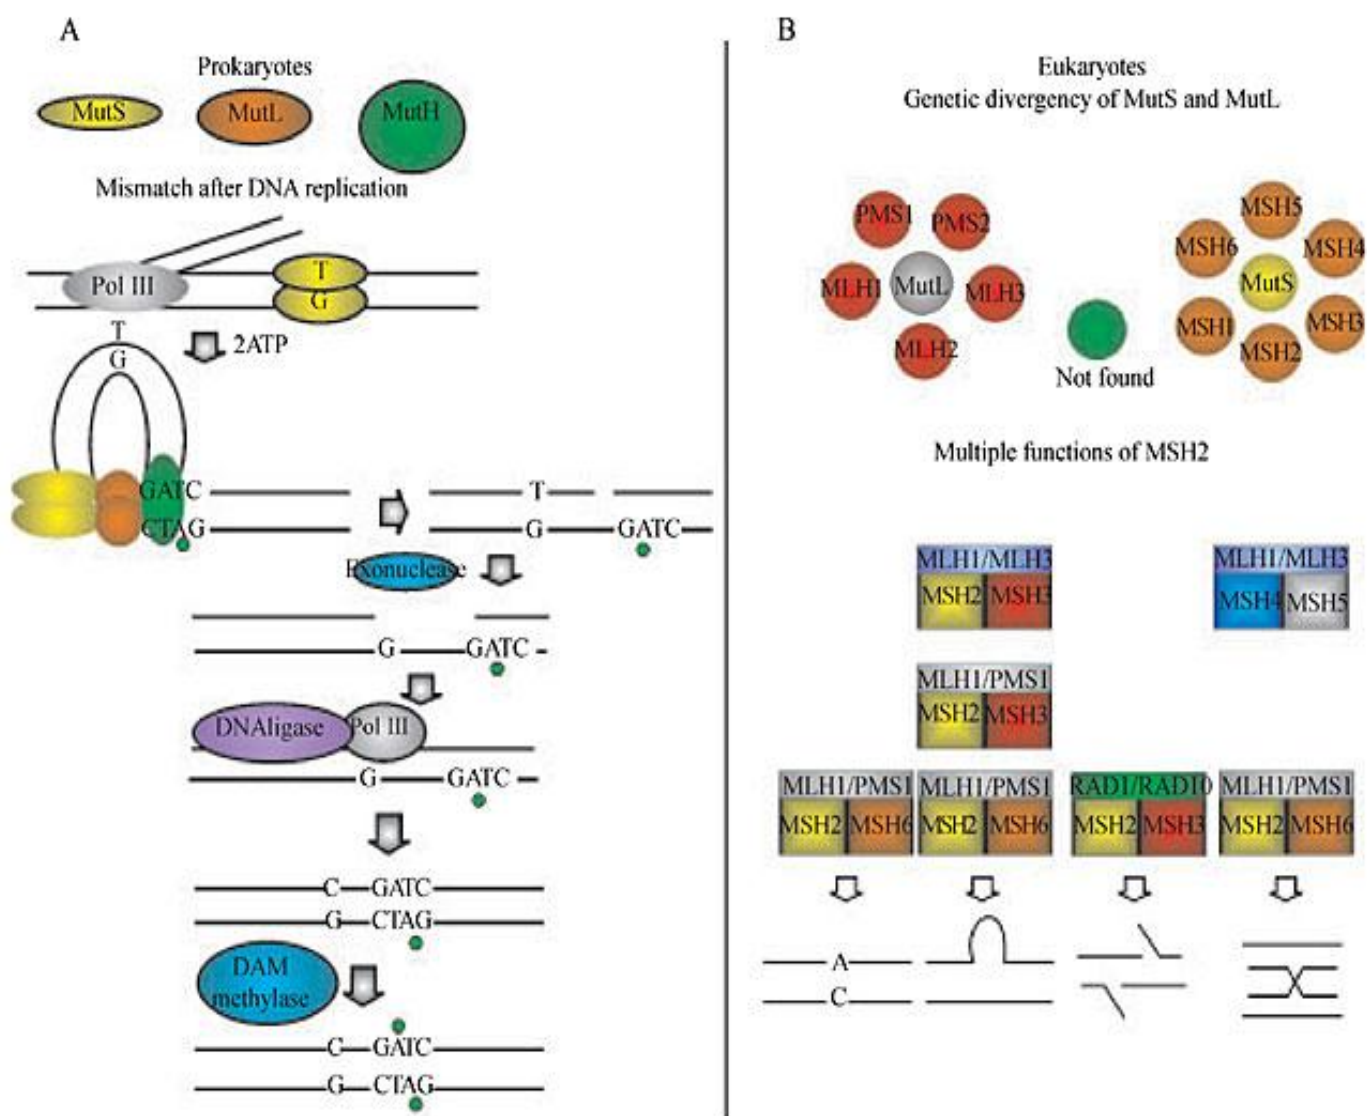 A
Prokaryotes
MutS
MutL
MutH
Mismatch after DNA replication
T
Pol III
G
T
G
2ATP
GATC
CTAG
T
G
GATC
Exonuclease
G
GATC
DNAligase
Pol III
G
GATC
C
GATC
G
CTAG
DAM
methylase
C
GATC
G
CTAG
B
Eukaryotes
Genetic divergency of MutS and MutL
PMS1
PMS2
MLH1
MutL
MLH3
MLH2
Not found
MSH5
MSH6
MSH4
MutS
MSH1
MSH3
MSH2
Multiple functions of MSH2
MLH1/MLH3
MSH2
MSH3
MLH1/MLH3
MSH4
MSH5
MLH1/PMS1
MSH2
MSH3
MLH1/PMS1
MSH2
MSH6
MLH1/PMS1
MSH2
MSH6
RAD1/RAD10
MSH2
MSH3
MLH1/PMS1
MSH2
MSH6
A
C